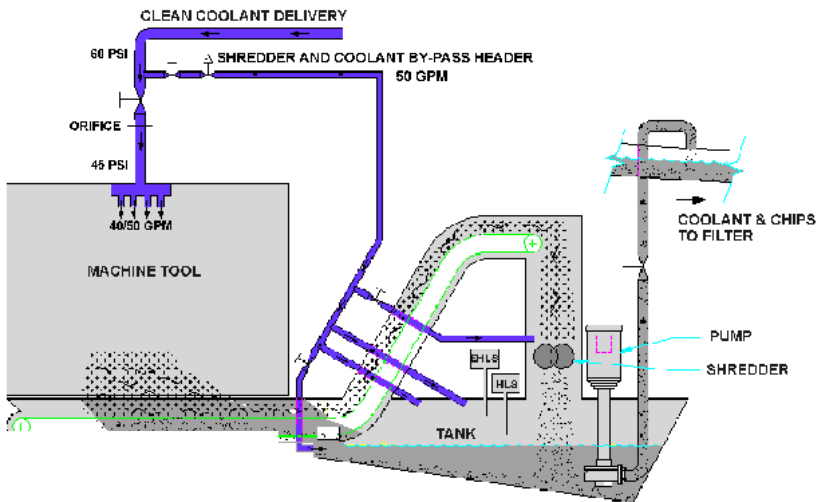 CLEAN COOLANT DELIVERY
60 PSI
SHREDDER AND COOLANT BY-PASS HEADER
50 GPM
ORIFICE
45 PSI
40/50 GPM
MACHINE TOOL
COOLANT & CHIPS
TO FILTER
PUMP
SHREDDER
EHLS
HLS
TANK